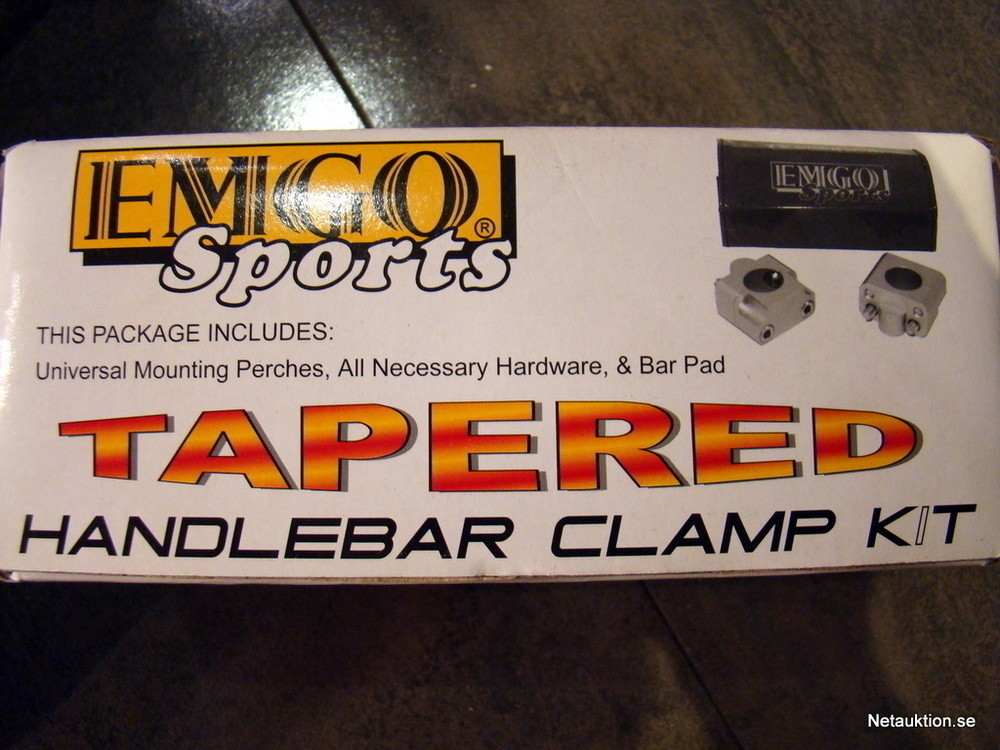 EMGO®
Sports
EMGO
Sports
THIS PACKAGE INCLUDES:
Universal Mounting Perches, All Necessary Hardware, & Bar Pad
TAPERED
HANDLEBAR CLAMP KIT
Netauktion.se